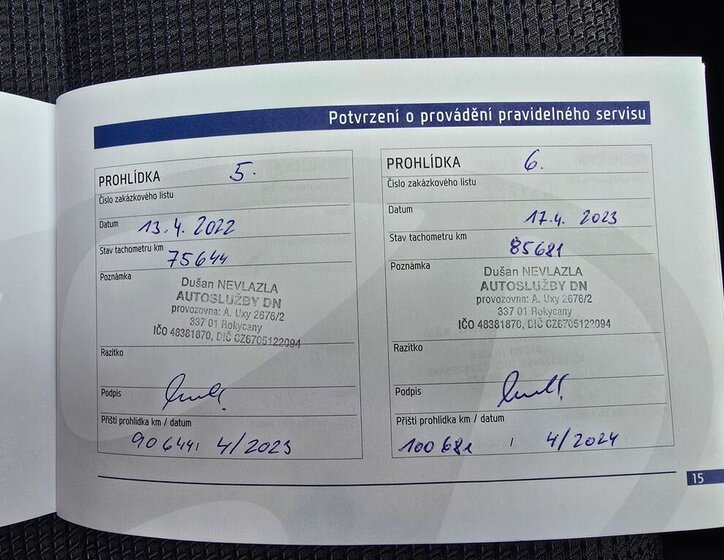 Potvrzení o provádění pravidelného servisu
PROHLÍDKA 5.
Číslo zakázkového listu
Datum 13.4.2022
Stav tachometru km 75644
Poznámka
Dušan NEVLAZLA
AUTOSLUŽBY DN
provozovna: A. Uxy 2676/2
337 01 Rokycany
IČO 48381870, DIČ CZ6705122094
Razítko
Podpis
Příští prohlídka km / datum
90644, 4/2023
PROHLÍDKA 6.
Číslo zakázkového listu
Datum 17.4. 2023
Stav tachometru km 85681
Poznámka
Dušan NEVLAZLA
AUTOSLUŽBY DN
provozovna: A. Uxy 2676/2
337 01 Rokycany
IČO 48381870, DIČ CZ6705122094
Razítko
Podpis
Příští prohlídka km / datum
100681 , 4/2024
15